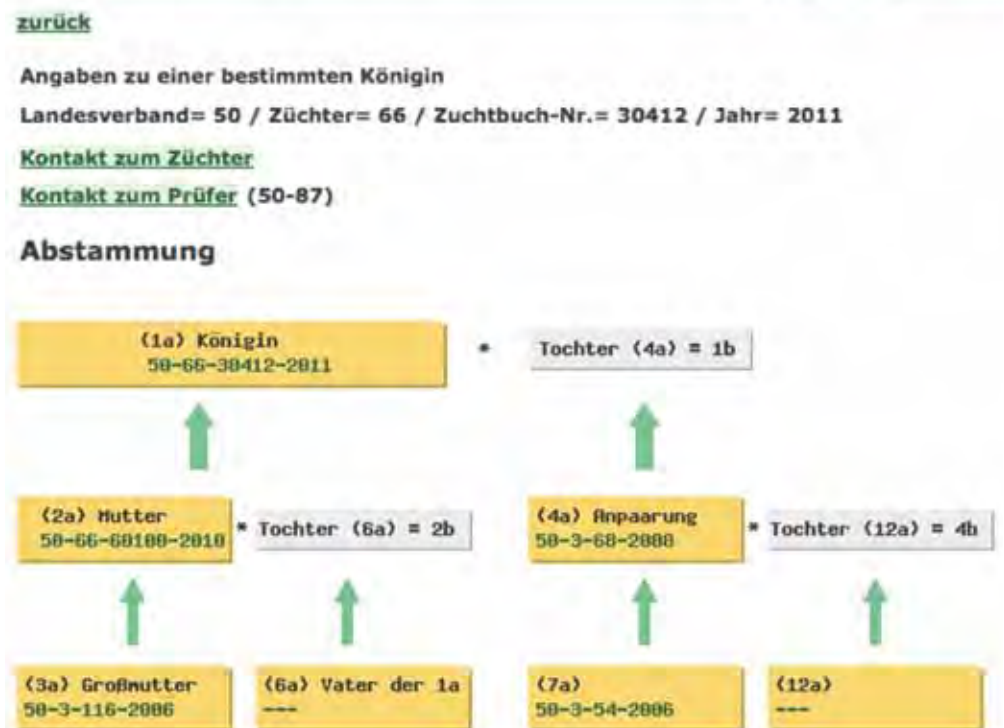 zurück
Angaben zu einer bestimmten Königin
Landesverband= 50 / Züchter= 66 / Zuchtbuch-Nr.= 30412 / Jahr= 2011
Kontakt zum Züchter
Kontakt zum Prüfer (50-87)
Abstammung
(1a) Königin
50-66-30412-2011
* Tochter (4a) = 1b
(2a) Mutter
50-66-60100-2010
* Tochter (6a) = 2b
(4a) Anpaarung
50-3-68-2008
* Tochter (12a) = 4b
(3a) Großmutter
50-3-116-2006
(6a) Vater der 1a
---
(7a)
50-3-54-2006
(12a)
---